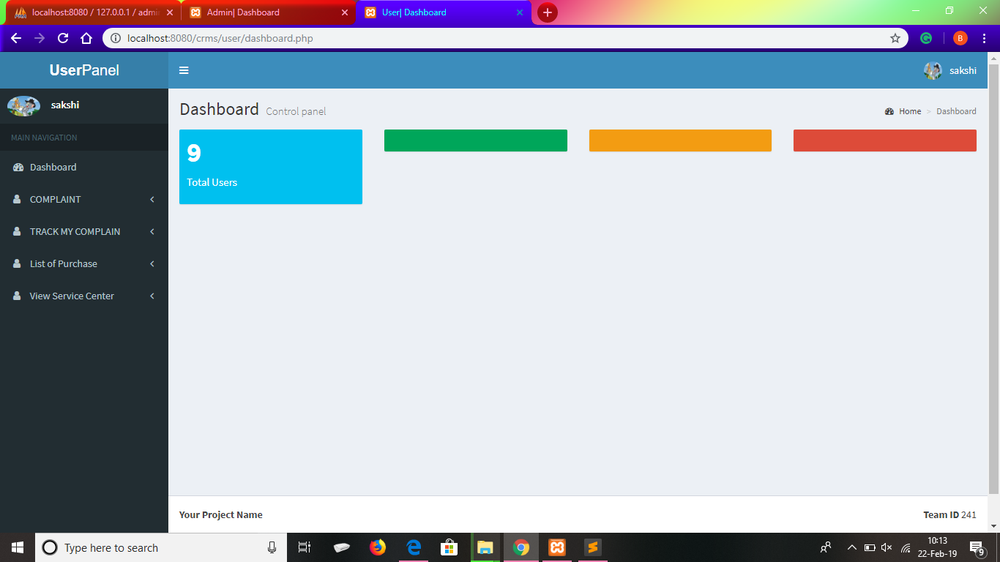 localhost:8080 / 127.0.0.1 / admi
Admin| Dashboard
User| Dashboard
localhost:8080/crms/user/dashboard.php
B
UserPanel
sakshi
sakshi
Dashboard Control panel
Home > Dashboard
MAIN NAVIGATION
Dashboard
COMPLAINT
TRACK MY COMPLAIN
List of Purchase
View Service Center
9
Total Users
Your Project Name
Team ID 241
Type here to search
10:13
22-Feb-19
9